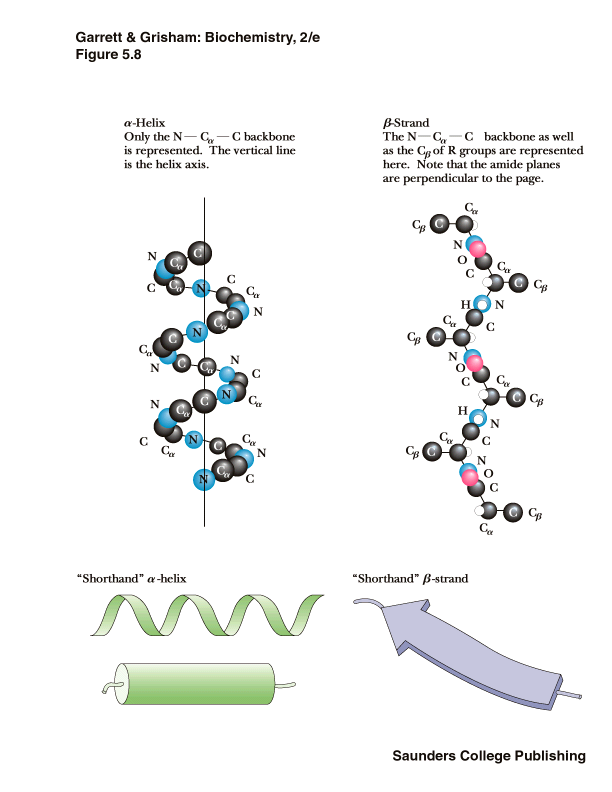 Garrett & Grisham: Biochemistry, 2/e
Figure 5.8
α-Helix
Only the N — Cα — C backbone
is represented. The vertical line
is the helix axis.
β-Strand
The N — Cα — C backbone as well
as the Cβ of R groups are represented
here. Note that the amide planes
are perpendicular to the page.
C
N
Cα
C
Cα
N
C
Cα
N
C
Cα
N
C
Cα
N
C
Cα
N
C
Cα
N
C
Cα
C
N
Cα
C
Cα
N
C
Cα
N
Cα
C
N
Cα
Cβ
C
N
O
C
Cα
C
Cβ
H
N
Cα
C
Cβ
C
N
O
C
Cα
C
Cβ
H
N
Cα
C
Cβ
C
N
O
C
C
Cβ
Cα
“Shorthand” α-helix
“Shorthand” β-strand
Saunders College Publishing